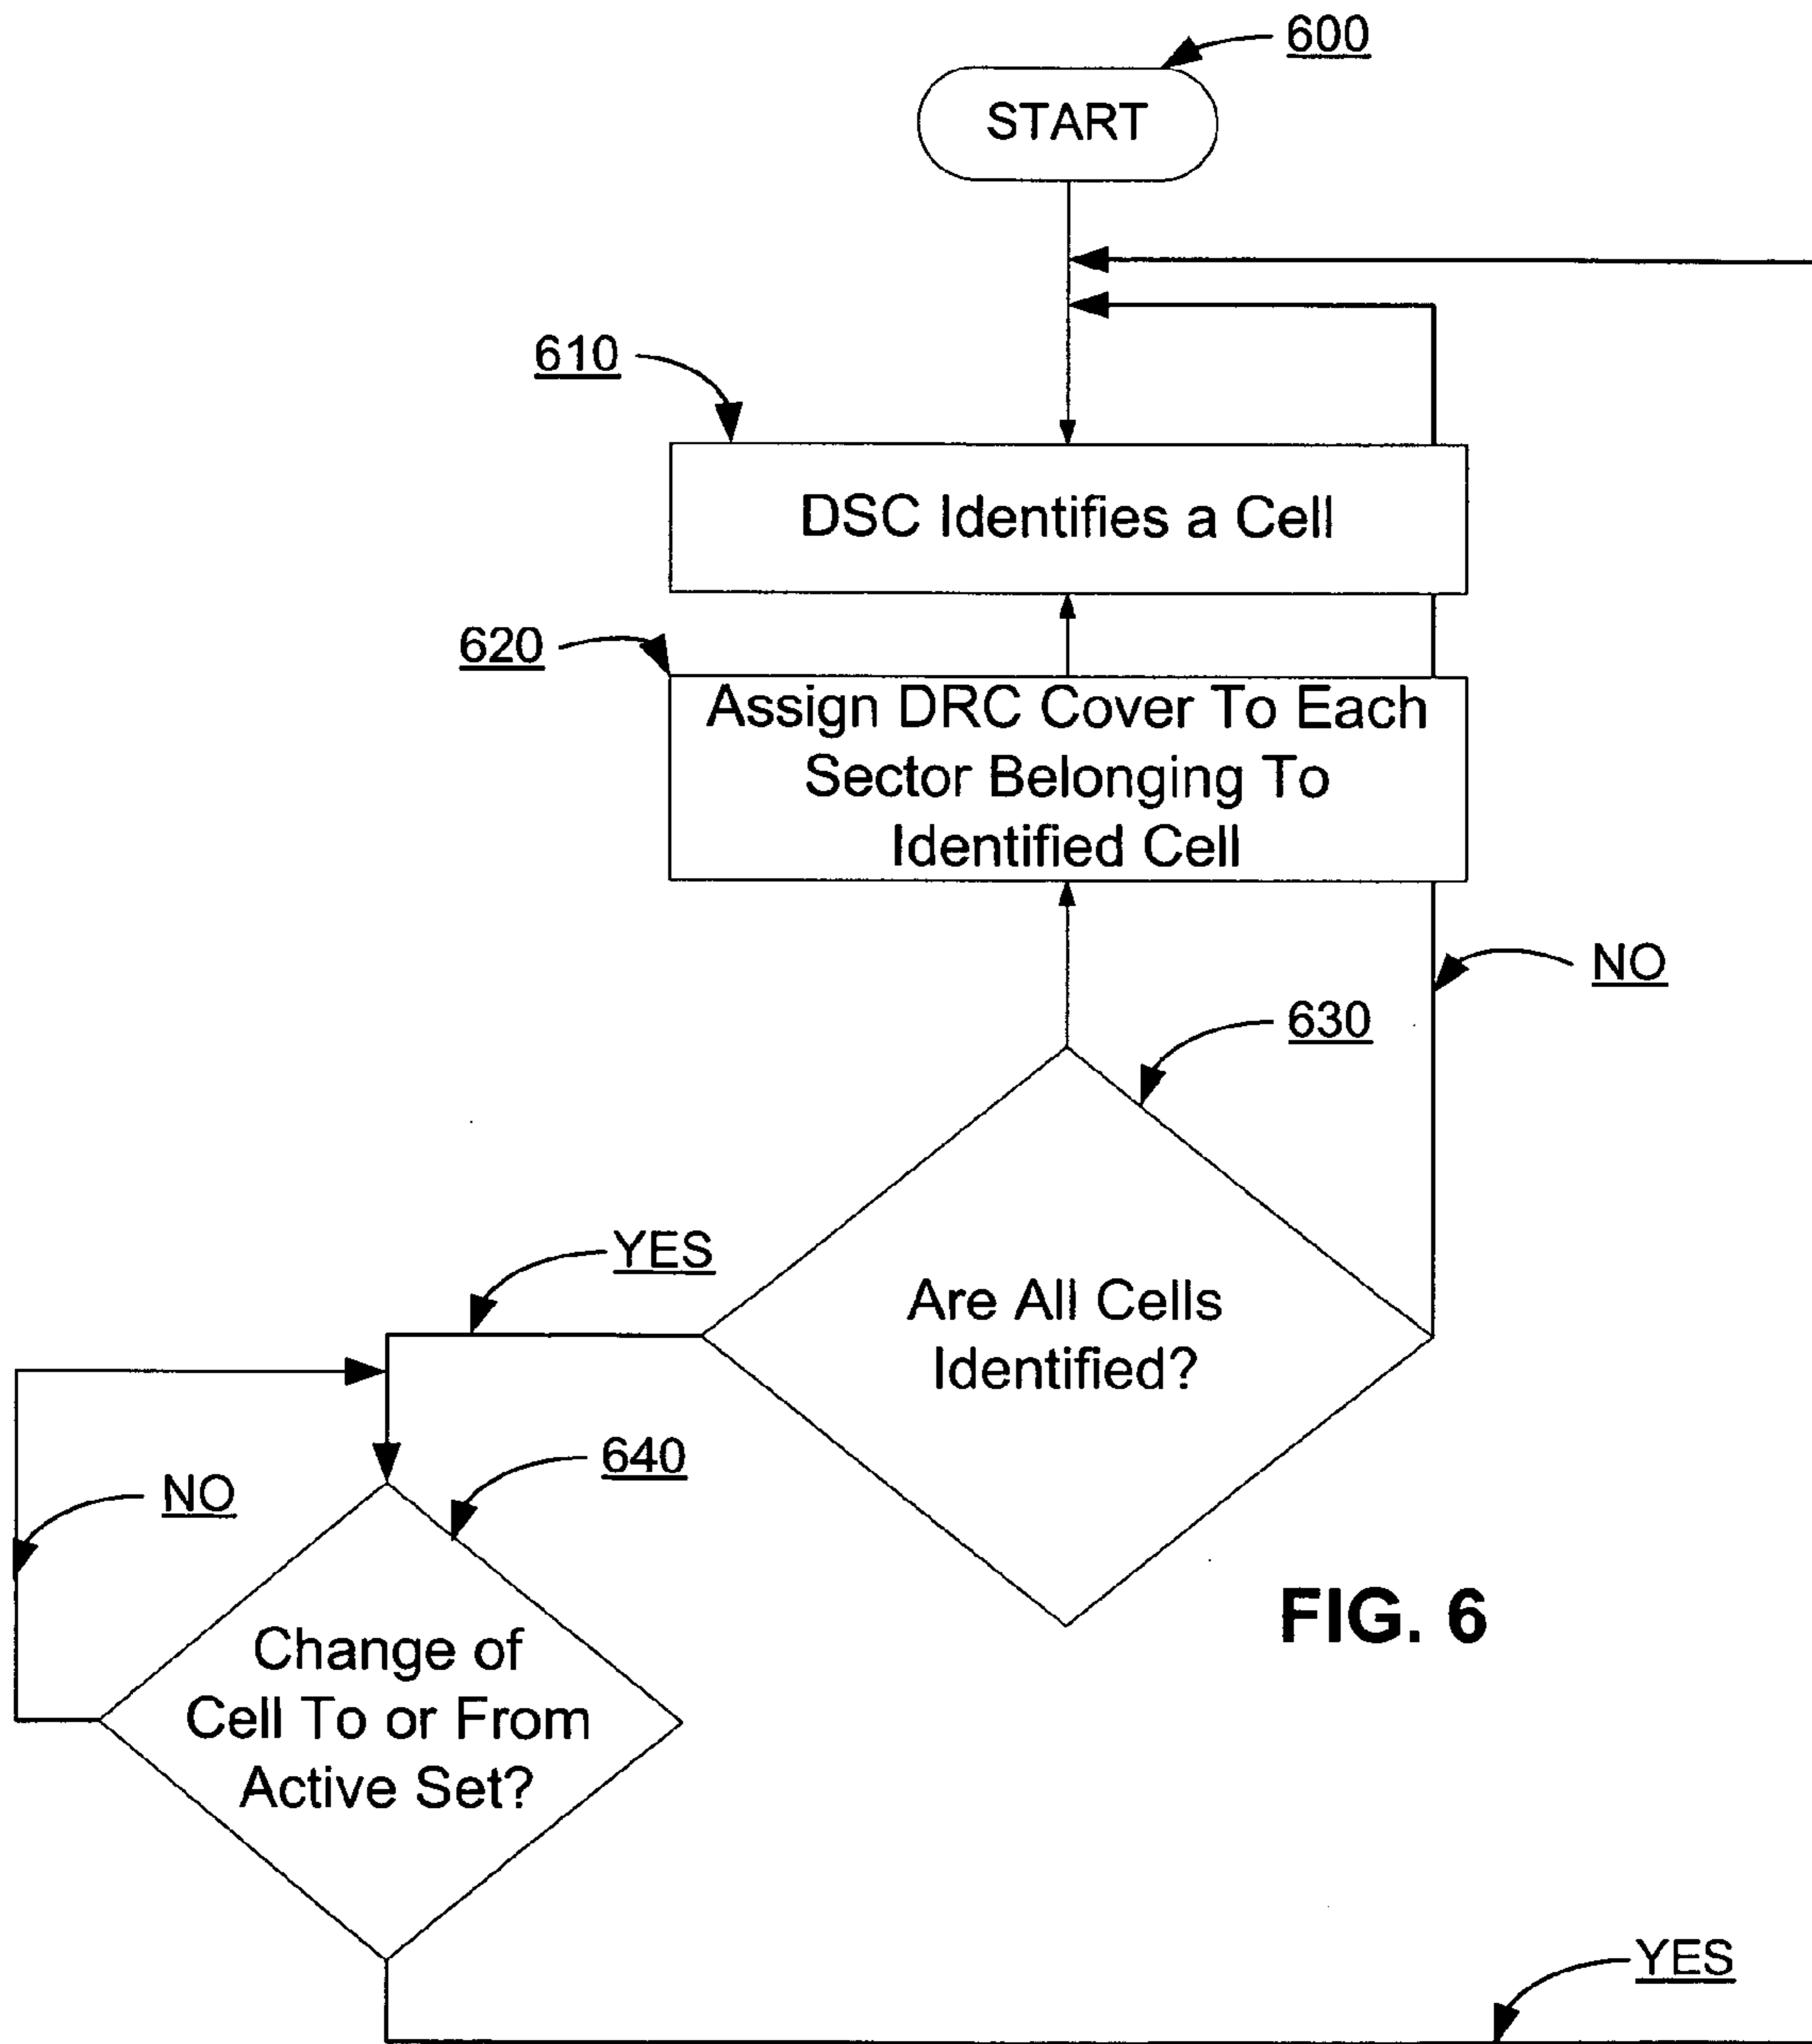 600
START
610
DSC Identifies a Cell
620
Assign DRC Cover To Each
Sector Belonging To
Identified Cell
NO
630
YES
Are All Cells
Identified?
640
NO
FIG. 6
Change of
Cell To or From
Active Set?
YES